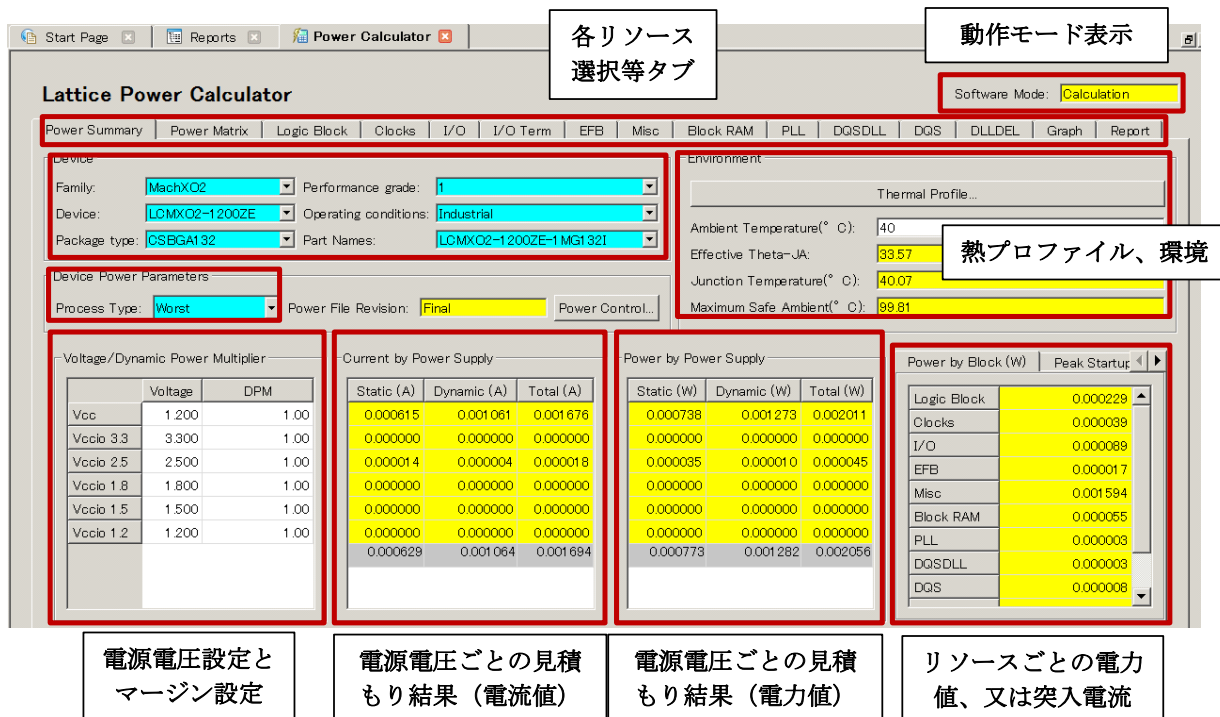 Start Page Reports Power Calculator
各リソース
選択等タブ
動作モード表示
Lattice Power Calculator
Software Mode: Calculation
Power Summary Power Matrix Logic Block Clocks I/O I/O Term EFB Misc Block RAM PLL DQSDLL DQS DLLDEL Graph Report
Device
Family: MachXO2 Performance grade: 1
Device: LCMXO2-1200ZE Operating conditions: Industrial
Package type: CSBGA132 Part Names: LCMXO2-1200ZE-1MG132I
Environment
Thermal Profile...
Ambient Temperature(° C): 40
Effective Theta-JA: 33.57
Junction Temperature(° C): 40.07
Maximum Safe Ambient(° C): 99.81
熱プロファイル、環境
Device Power Parameters
Process Type: Worst Power File Revision: Final Power Control...
Voltage/Dynamic Power Multiplier
Voltage DPM
Vcc 1.200 1.00
Vccio 3.3 3.300 1.00
Vccio 2.5 2.500 1.00
Vccio 1.8 1.800 1.00
Vccio 1.5 1.500 1.00
Vccio 1.2 1.200 1.00
Current by Power Supply
Static (A) Dynamic (A) Total (A)
0.000615 0.001061 0.001676
0.000000 0.000000 0.000000
0.000014 0.000004 0.000018
0.000000 0.000000 0.000000
0.000000 0.000000 0.000000
0.000000 0.000000 0.000000
0.000629 0.001064 0.001694
Power by Power Supply
Static (W) Dynamic (W) Total (W)
0.000738 0.001273 0.002011
0.000000 0.000000 0.000000
0.000035 0.000010 0.000045
0.000000 0.000000 0.000000
0.000000 0.000000 0.000000
0.000000 0.000000 0.000000
0.000773 0.001282 0.002056
Power by Block (W) Peak Startup
Logic Block 0.000229
Clocks 0.000039
I/O 0.000089
EFB 0.000017
Misc 0.001594
Block RAM 0.000055
PLL 0.000003
DQSDLL 0.000003
DQS 0.000008
電源電圧設定と
マージン設定
電源電圧ごとの見積
もり結果（電流値）
電源電圧ごとの見積
もり結果（電力値）
リソースごとの電力
値、又は突入電流